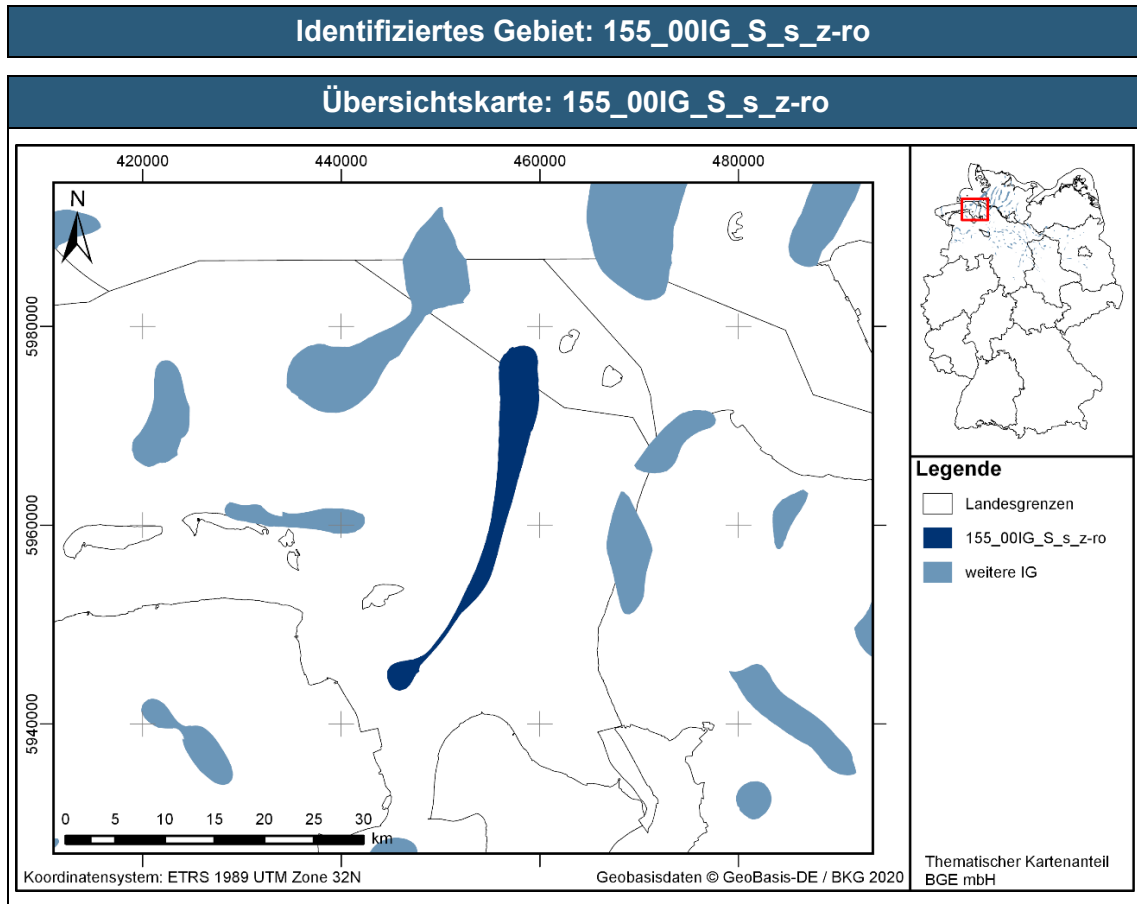 Identifiziertes Gebiet: 155_00IG_S_s_z-ro
Übersichtskarte: 155_00IG_S_s_z-ro
420000 440000 460000 480000
N
5980000
5960000
5940000
0 5 10 15 20 25 30
km
Koordinatensystem: ETRS 1989 UTM Zone 32N
Geobasisdaten © GeoBasis-DE / BKG 2020
Legende
Landesgrenzen
155_00IG_S_s_z-ro
weitere IG
Thematischer Kartenanteil
BGE mbH